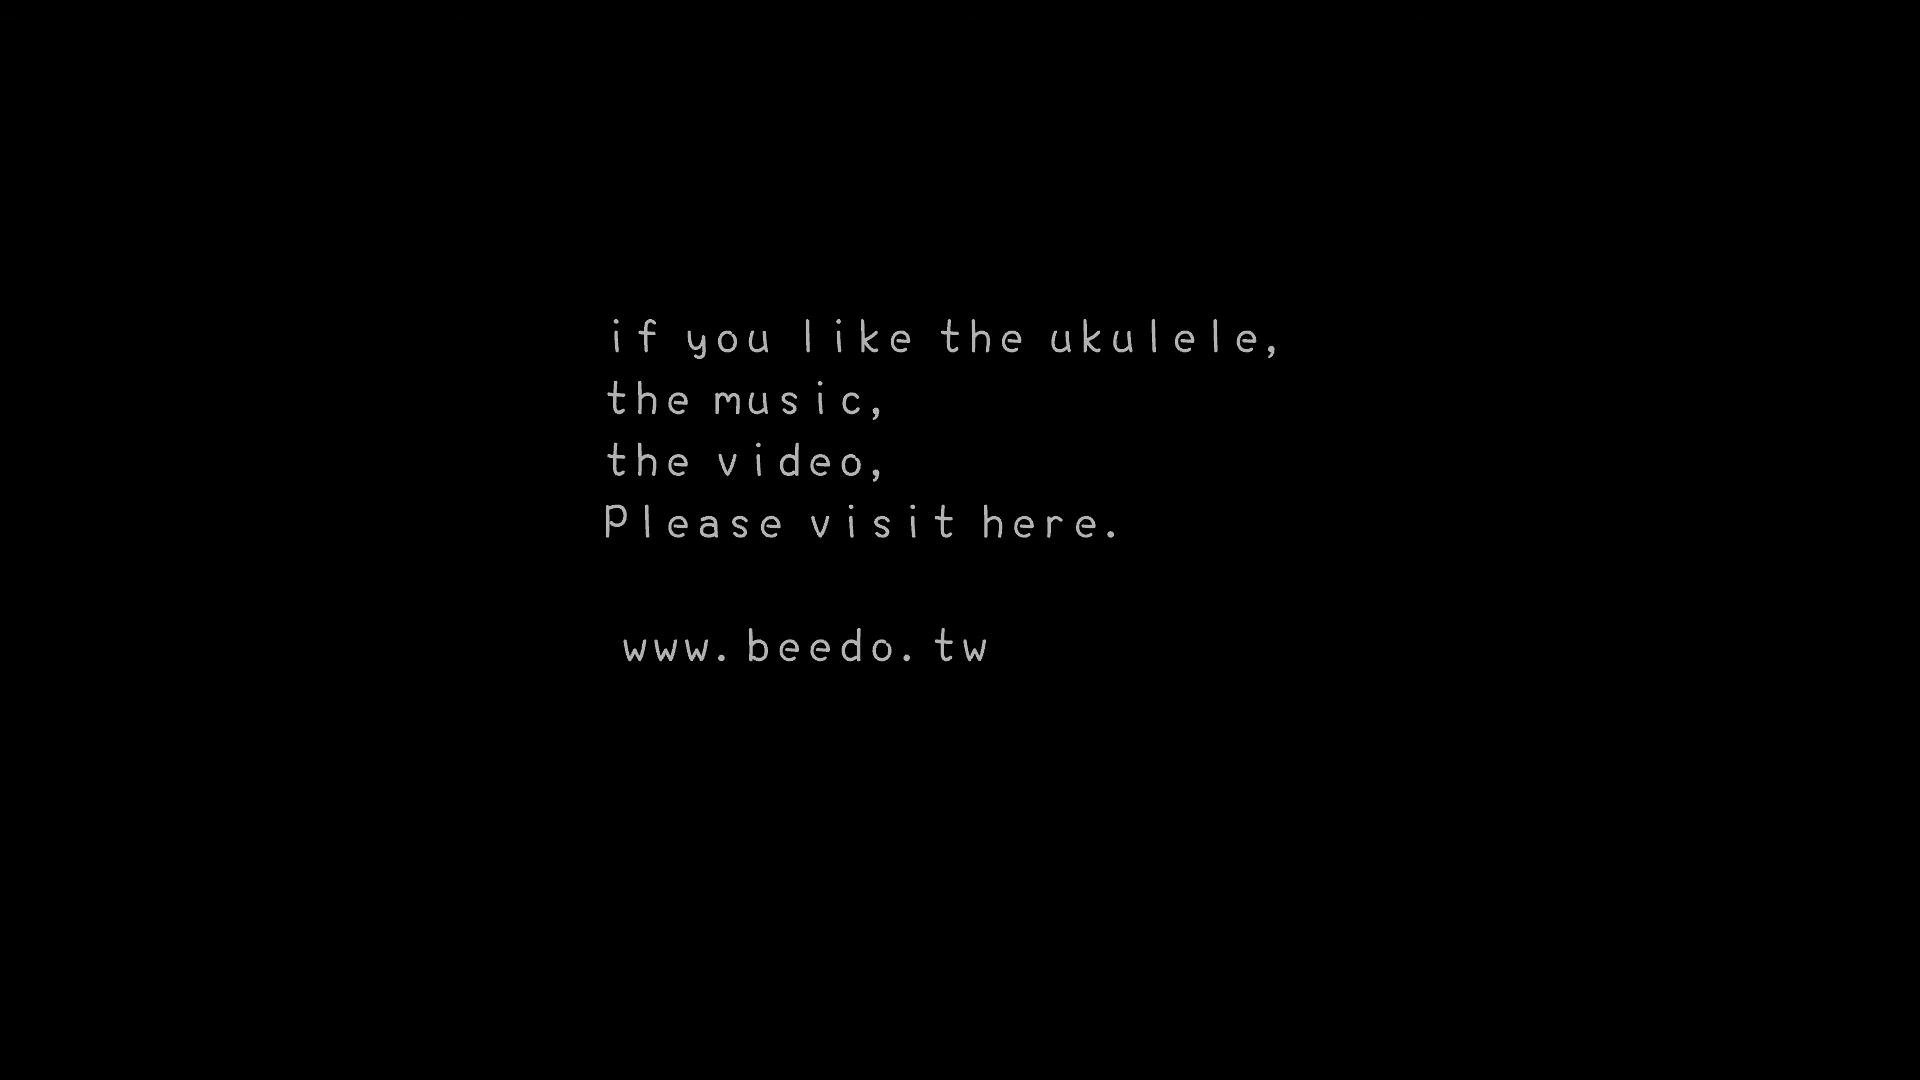 if you like the ukulele,
the music,
the video,
Please visit here.
www.beedo.tw